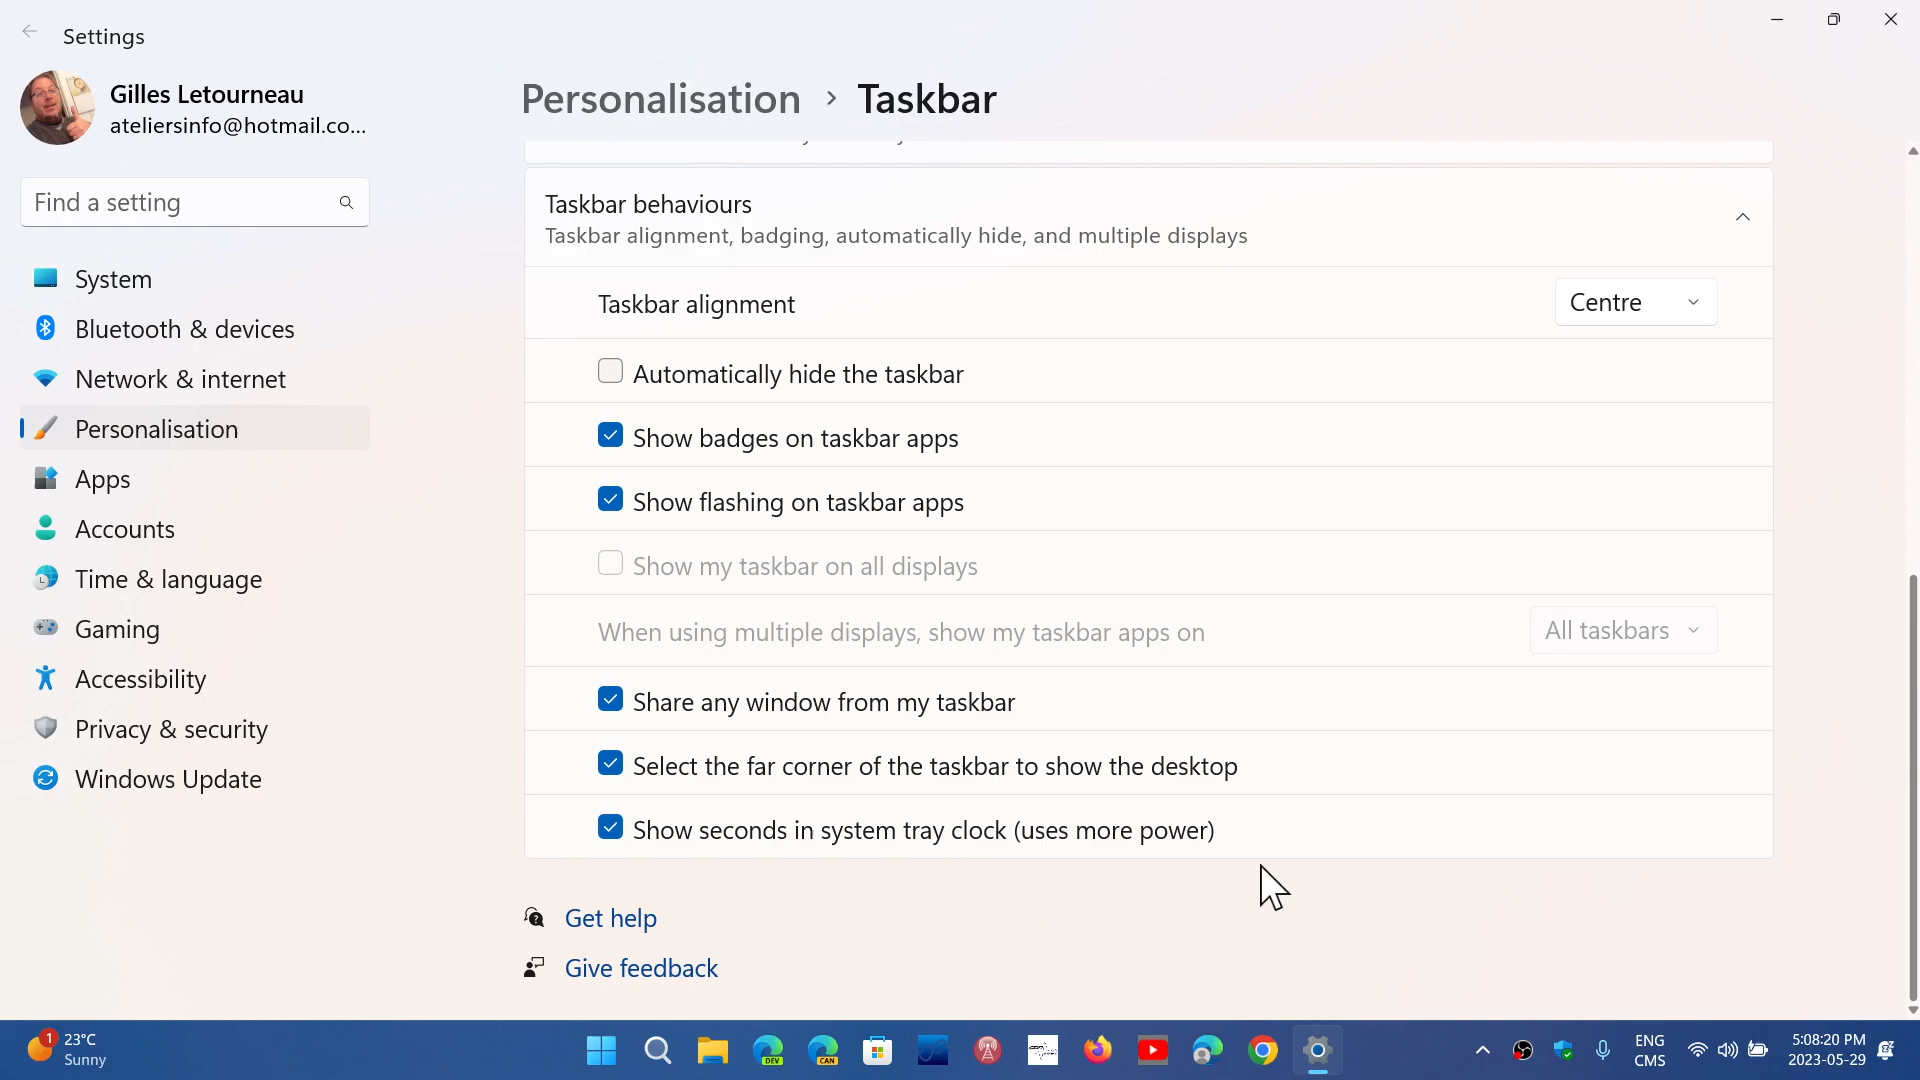 Settings
Gilles Letourneau
ateliersinfo@hotmail.co...
Find a setting
System
Bluetooth & devices
Network & internet
Personalisation
Apps
Accounts
Time & language
Gaming
Accessibility
Privacy & security
Windows Update
Personalisation > Taskbar
Taskbar behaviours
Taskbar alignment, badging, automatically hide, and multiple displays
Taskbar alignment
Centre
Automatically hide the taskbar
Show badges on taskbar apps
Show flashing on taskbar apps
Show my taskbar on all displays
When using multiple displays, show my taskbar apps on
All taskbars
Share any window from my taskbar
Select the far corner of the taskbar to show the desktop
Show seconds in system tray clock (uses more power)
Get help
Give feedback
1
23°C
Sunny
DEV
CAN
ENG
CMS
5:08:20 PM
2023-05-29